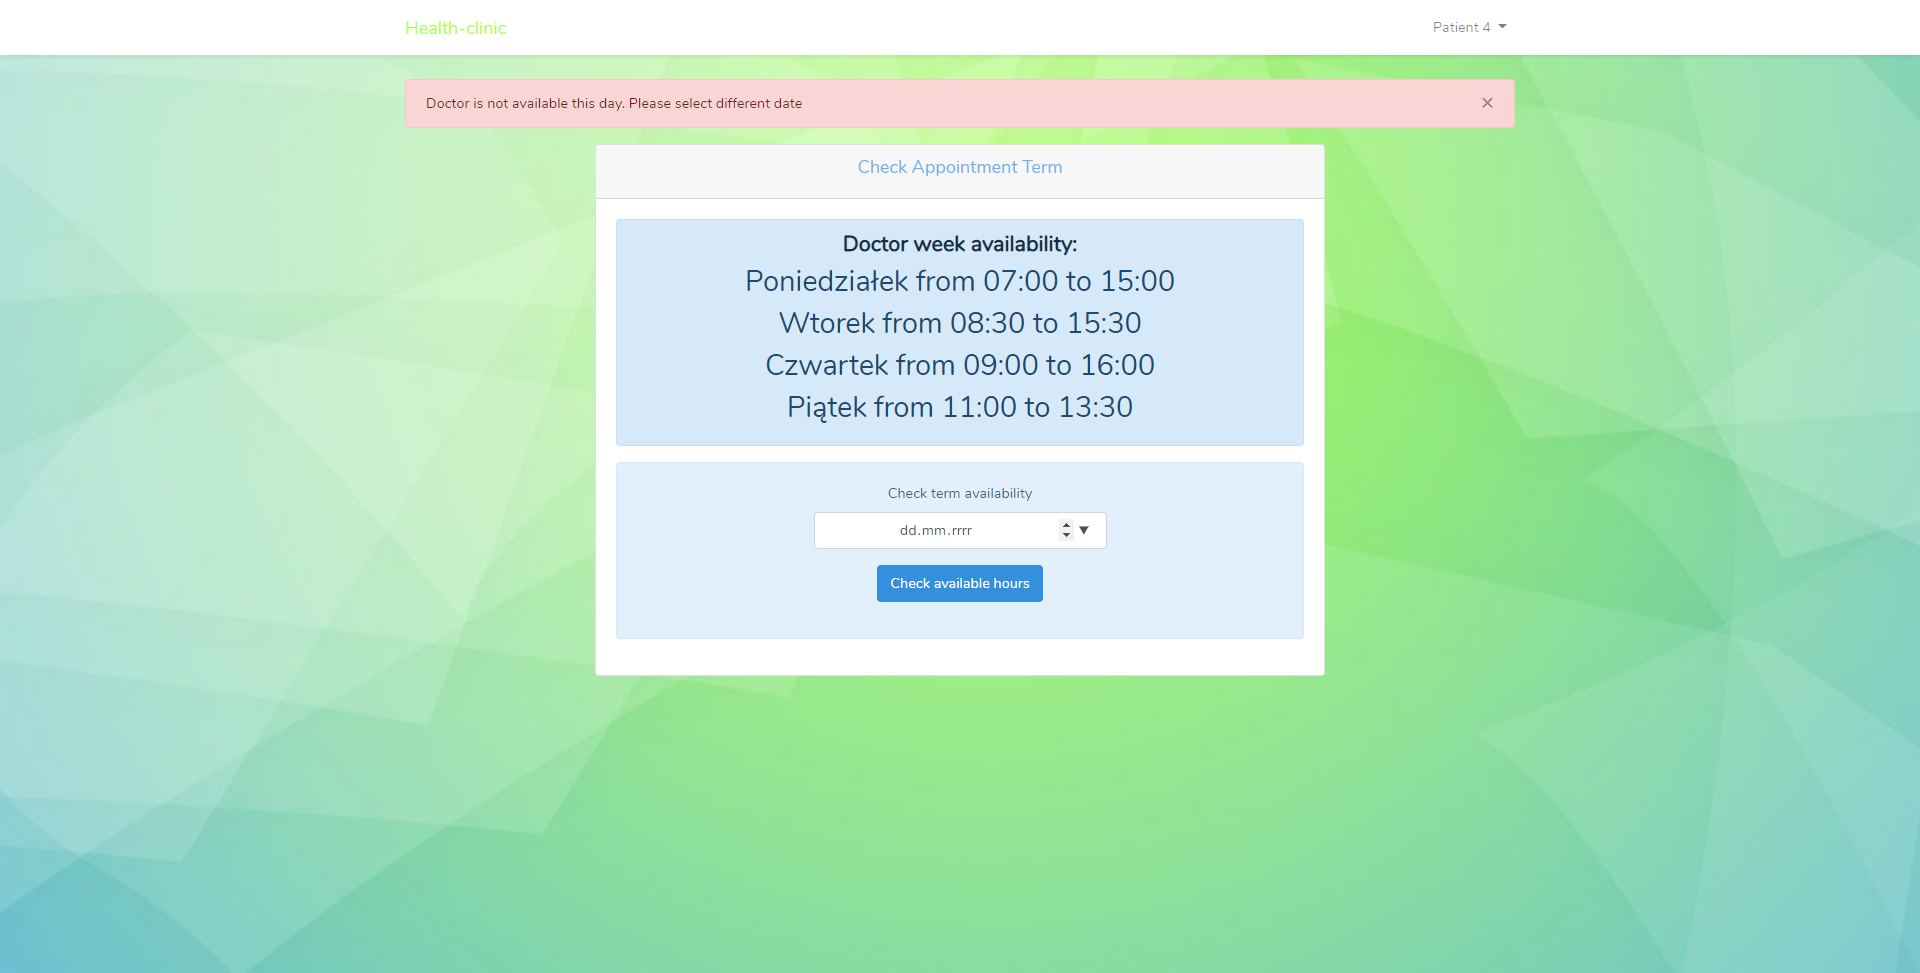 Health-clinic
Patient 4
Doctor is not available this day. Please select different date
×
Check Appointment Term
Doctor week availability:
Poniedziałek from 07:00 to 15:00
Wtorek from 08:30 to 15:30
Czwartek from 09:00 to 16:00
Piątek from 11:00 to 13:30
Check term availability
dd.mm.rrrr
Check available hours